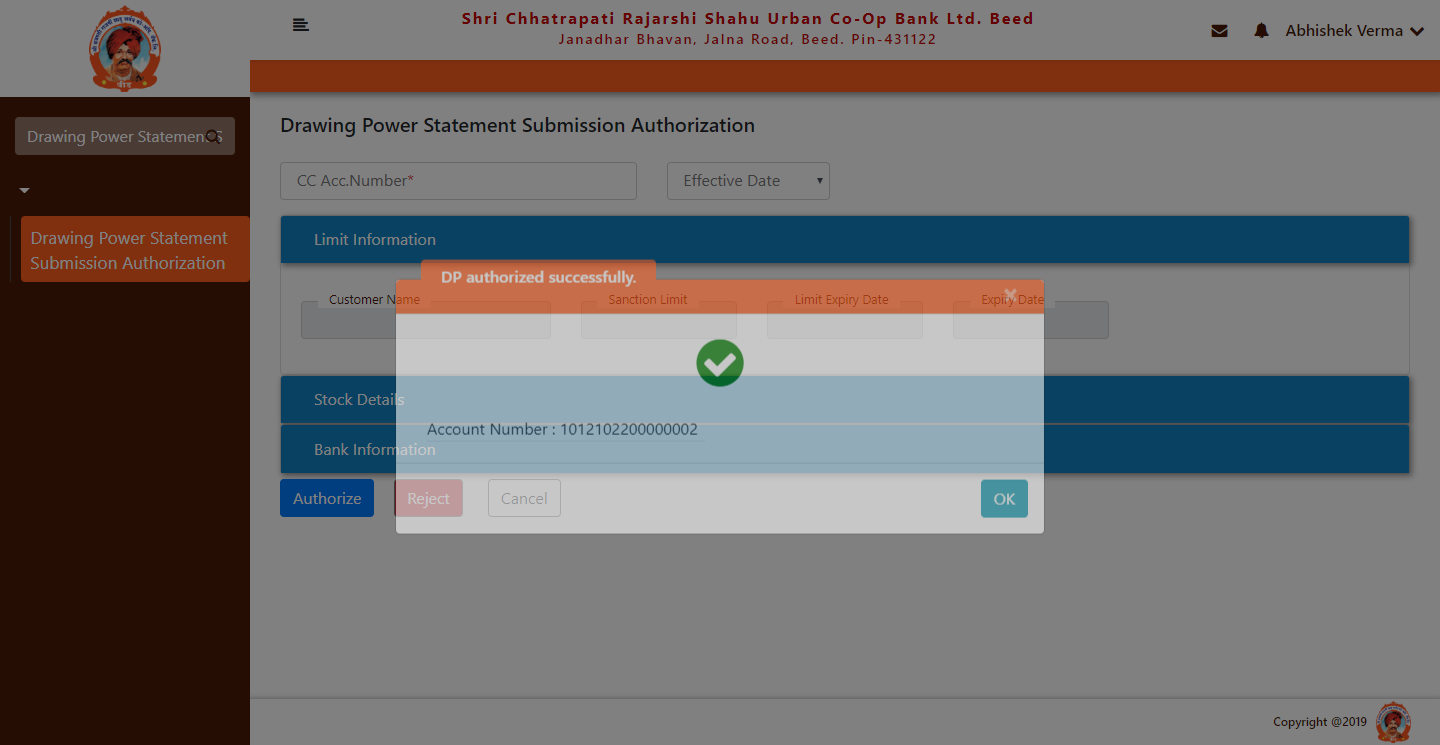 Shri Chhatrapati Rajarshi Shahu Urban Co-Op Bank Ltd. Beed
Janadhar Bhavan, Jalna Road, Beed. Pin-431122
Abhishek Verma
Drawing Power Statement S
Drawing Power Statement
Submission Authorization
Drawing Power Statement Submission Authorization
CC Acc.Number*
Effective Date
Limit Information
DP authorized successfully.
×
Customer Name
Sanction Limit
Limit Expiry Date
Expiry Date
Stock Details
Account Number : 1012102200000002
Bank Information
Authorize
Reject
Cancel
OK
Copyright @2019